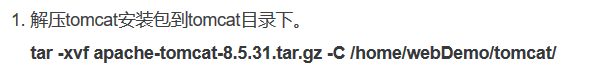 1. 解压tomcat安装包到tomcat目录下。
tar -xvf apache-tomcat-8.5.31.tar.gz -C /home/webDemo/tomcat/